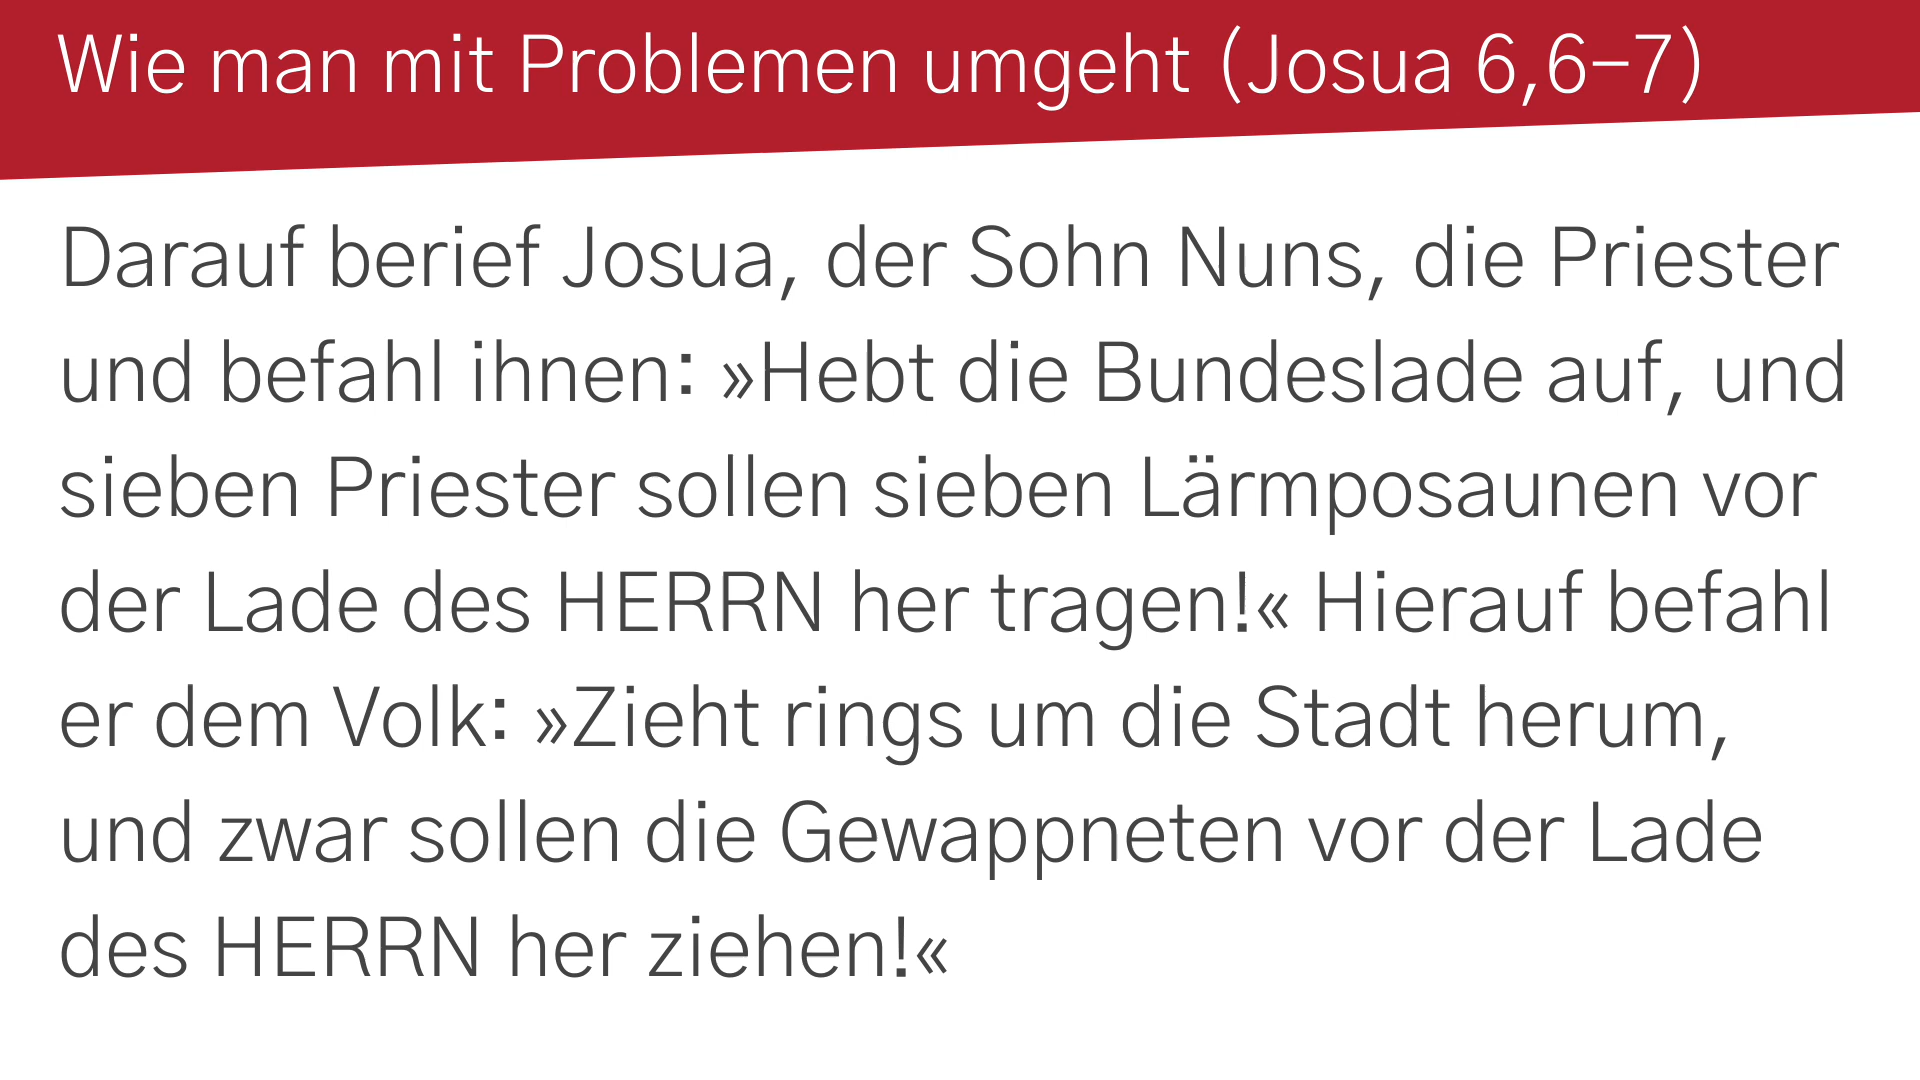 Wie man mit Problemen umgeht (Josua 6,6–7)
Darauf berief Josua, der Sohn Nuns, die Priester
und befahl ihnen: »Hebt die Bundeslade auf, und
sieben Priester sollen sieben Lärmposaunen vor
der Lade des HERRN her tragen!« Hierauf befahl
er dem Volk: »Zieht rings um die Stadt herum,
und zwar sollen die Gewappneten vor der Lade
des HERRN her ziehen!«